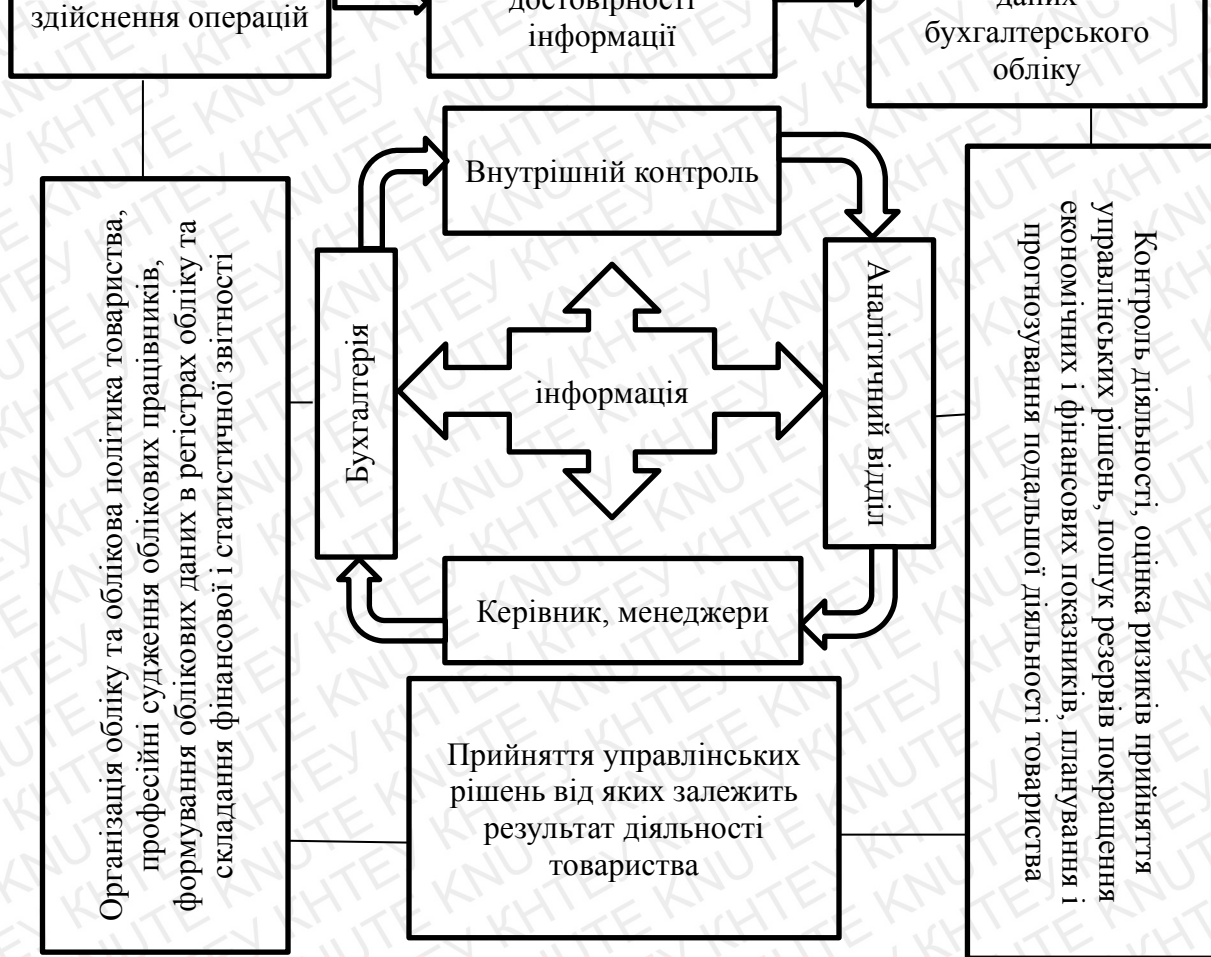 здійснення операцій
достовірності
інформації
даних
бухгалтерського
обліку
Внутрішній контроль
Організація обліку та облікова політика товариства,
професійні судження облікових працівників,
формування облікових даних в регістрах обліку та
складання фінансової і статистичної звітності
Бухгалтерія
інформація
Аналітичний відділ
Контроль діяльності, оцінка ризиків прийняття
управлінських рішень, пошук резервів покращення
економічних і фінансових показників, планування і
прогнозування подальшої діяльності товариства
Керівник, менеджери
Прийняття управлінських
рішень від яких залежить
результат діяльності
товариства